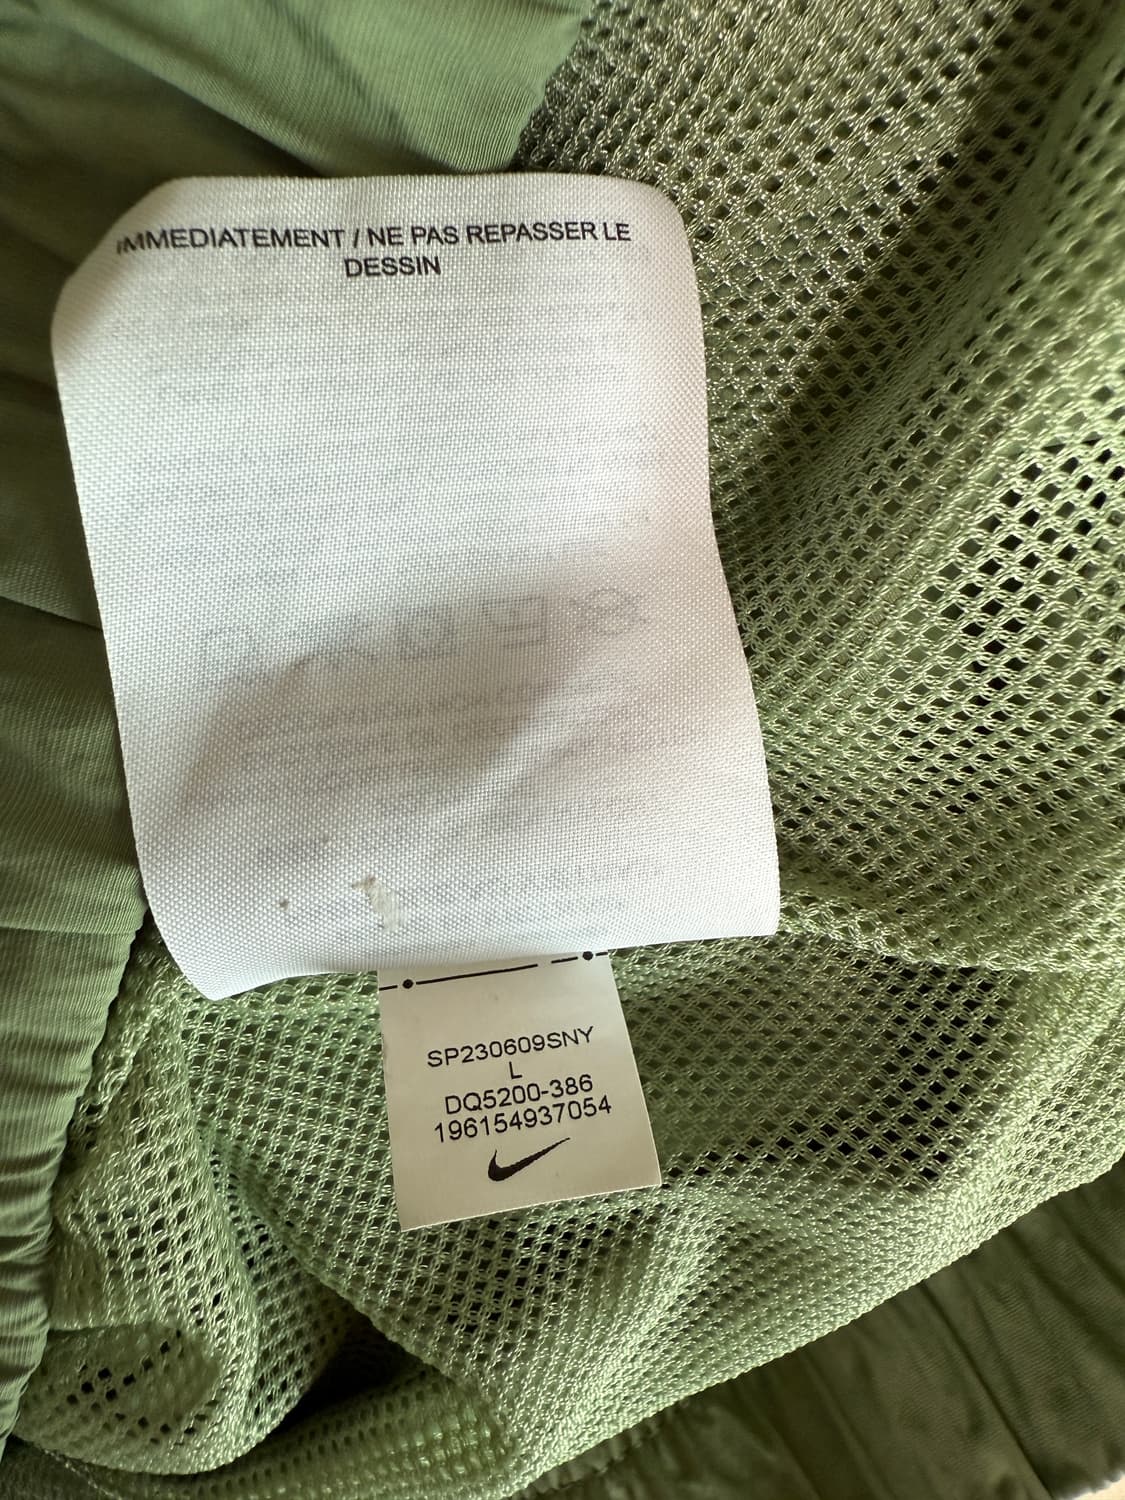 IMMEDIATEMENT / NE PAS REPASSER LE
DESSIN
SP230609SNY
L
DQ5200-386
196154937054